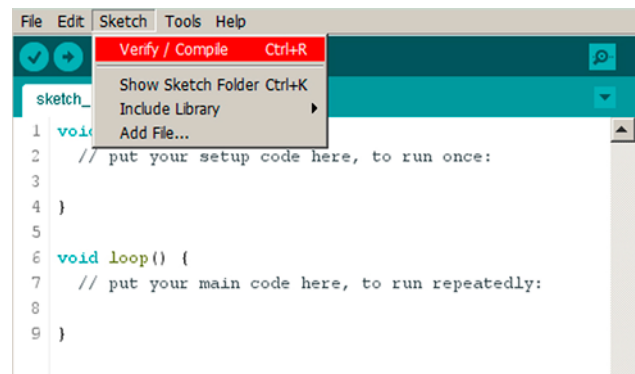 File Edit Sketch Tools Help
Verify / Compile Ctrl+R
Show Sketch Folder Ctrl+K
Include Library
Add File...
sketch_
1 voi
2 // put your setup code here, to run once:
3
4 }
5
6 void loop() {
7 // put your main code here, to run repeatedly:
8
9 }